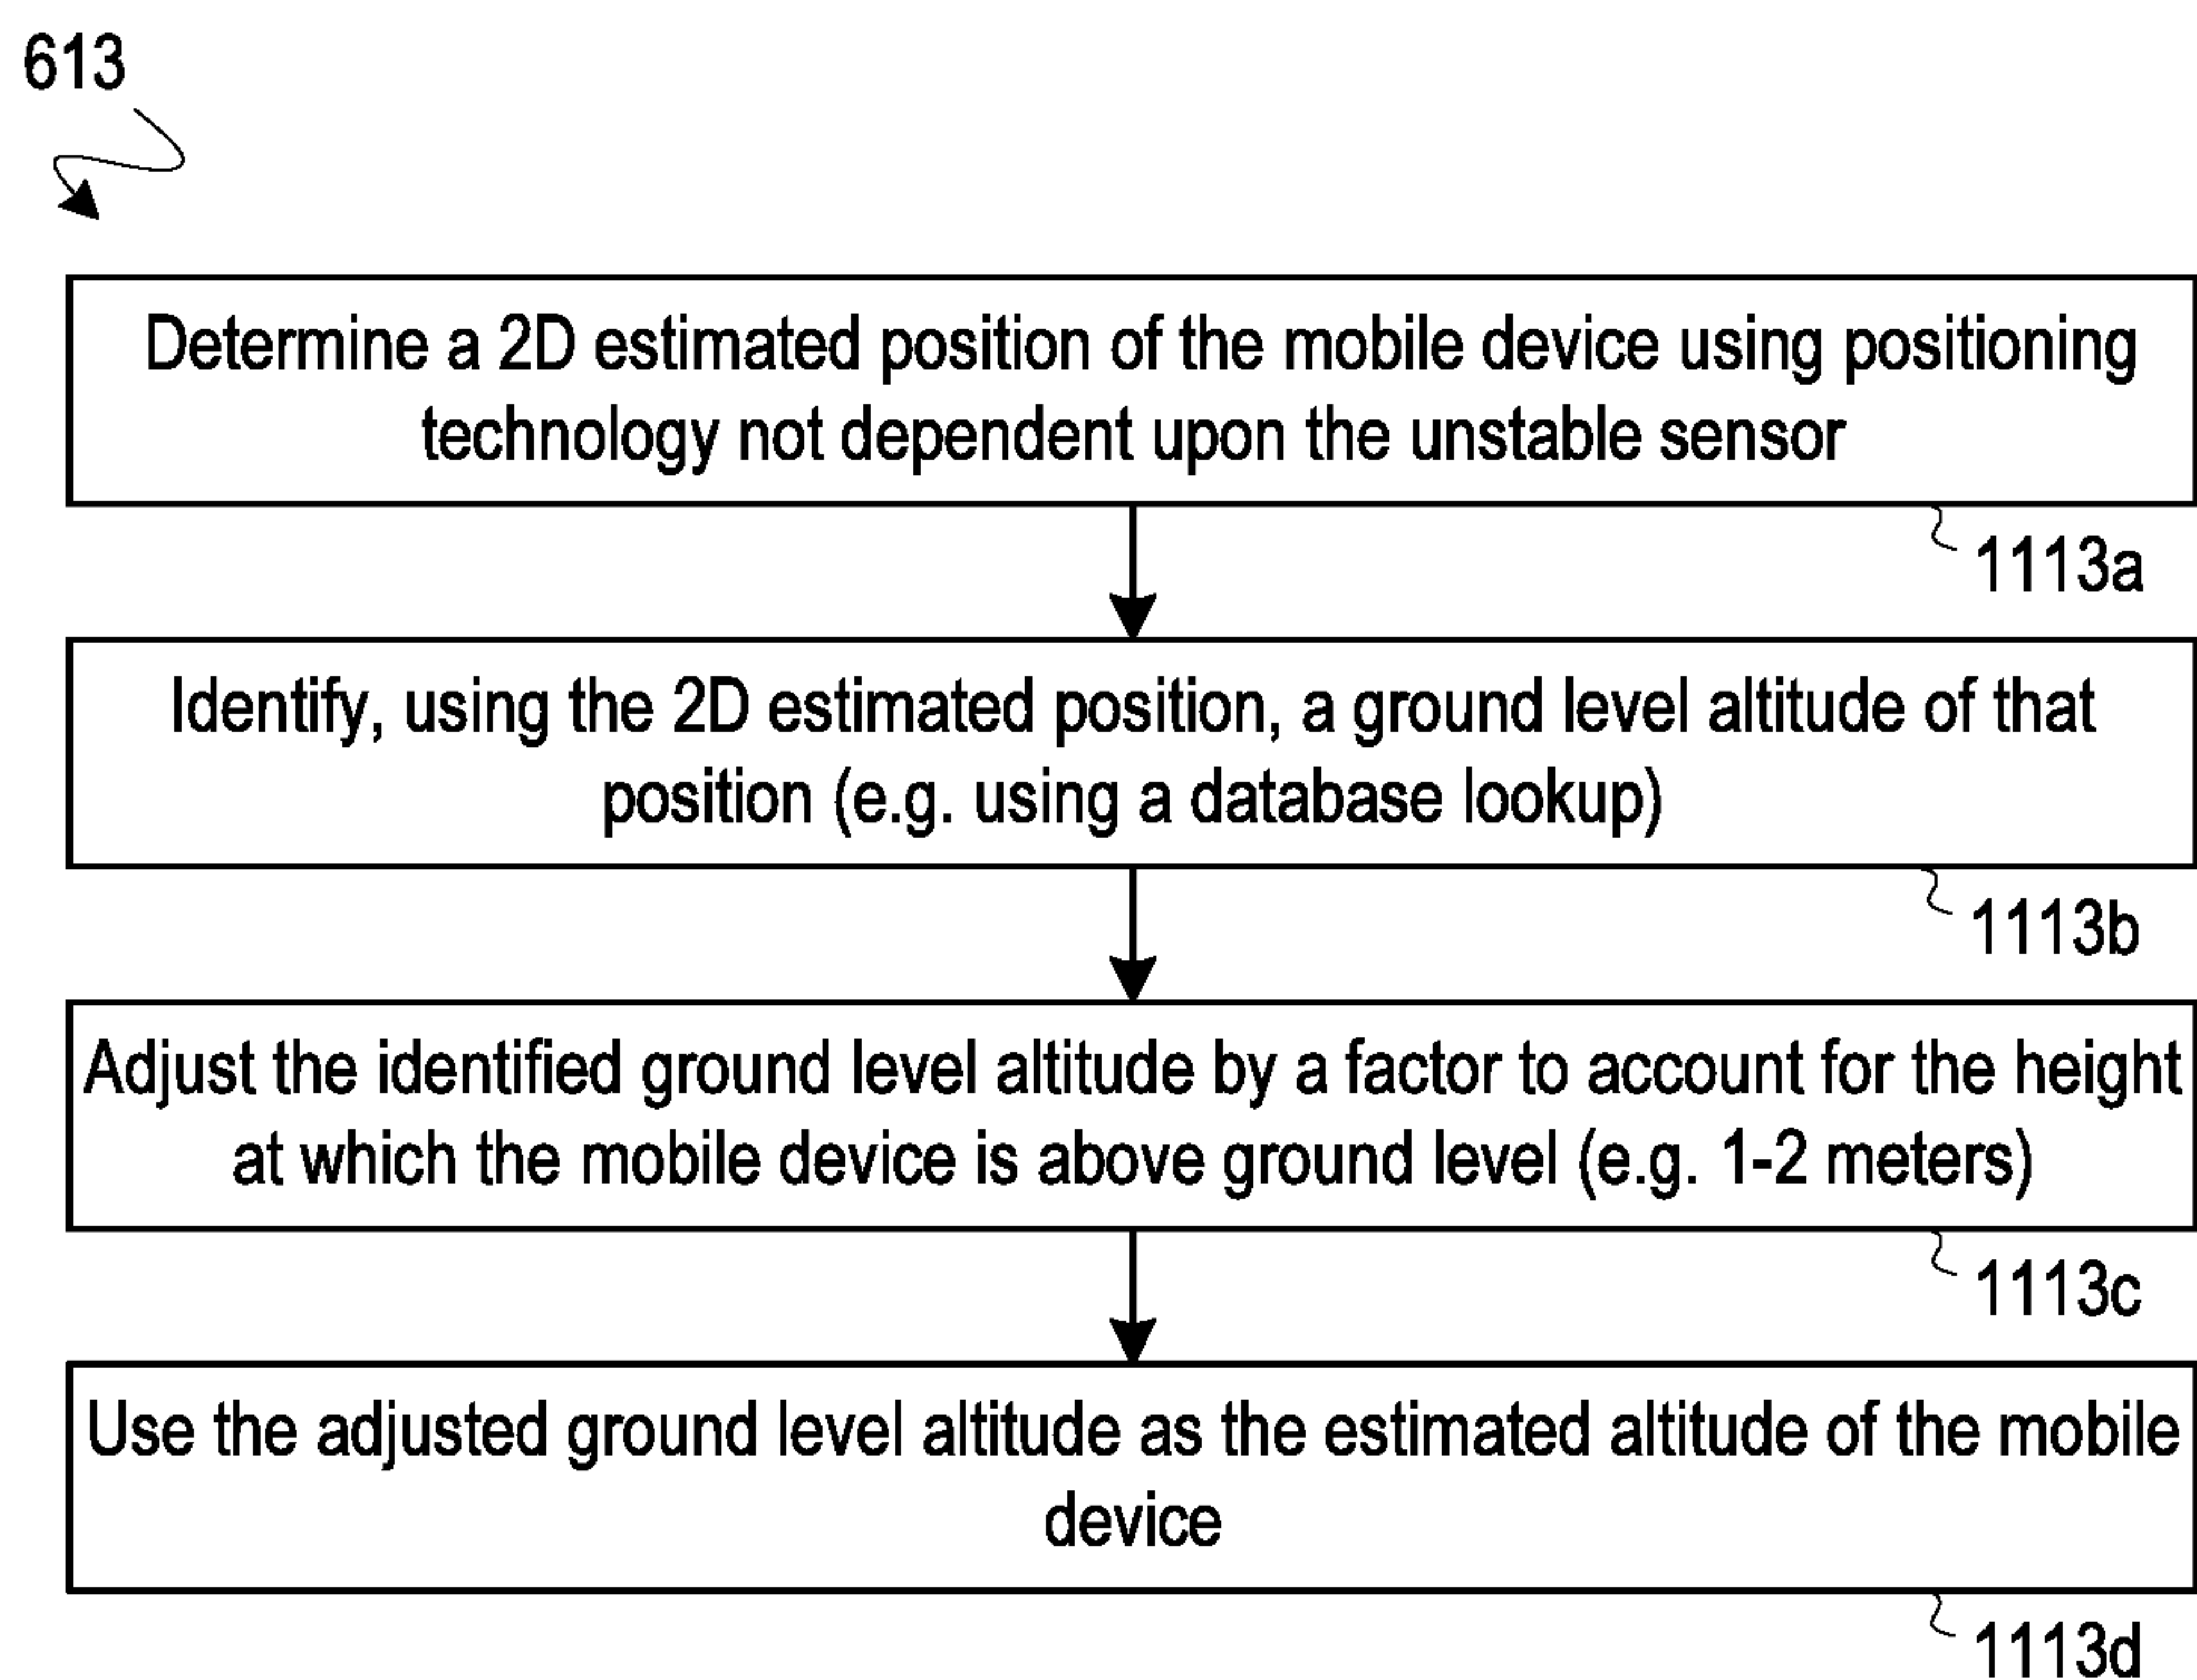 613
Determine a 2D estimated position of the mobile device using positioning
technology not dependent upon the unstable sensor
1113a
Identify, using the 2D estimated position, a ground level altitude of that
position (e.g. using a database lookup)
1113b
Adjust the identified ground level altitude by a factor to account for the height
at which the mobile device is above ground level (e.g. 1-2 meters)
1113c
Use the adjusted ground level altitude as the estimated altitude of the mobile
device
1113d